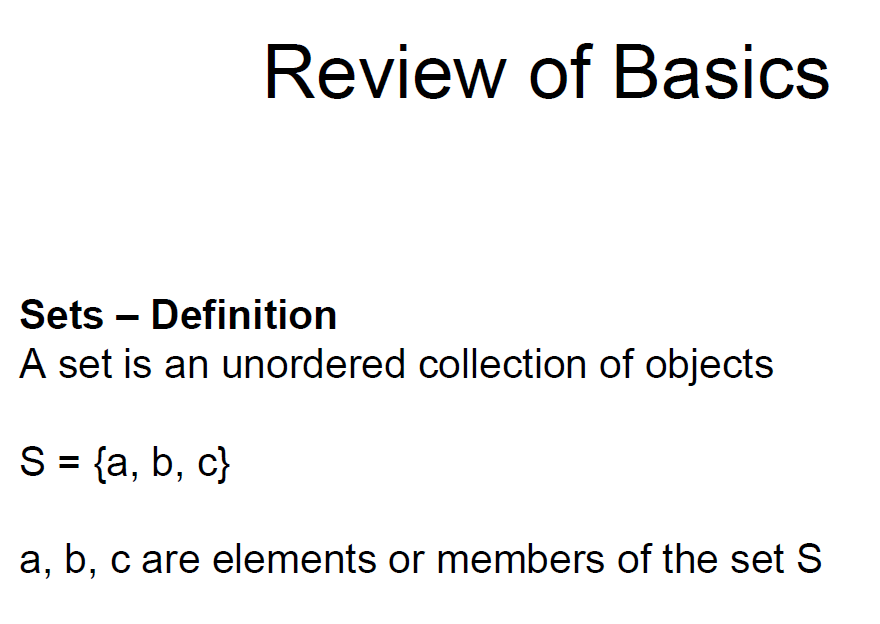 Review of Basics
Sets – Definition
A set is an unordered collection of objects
S = {a, b, c}
a, b, c are elements or members of the set S